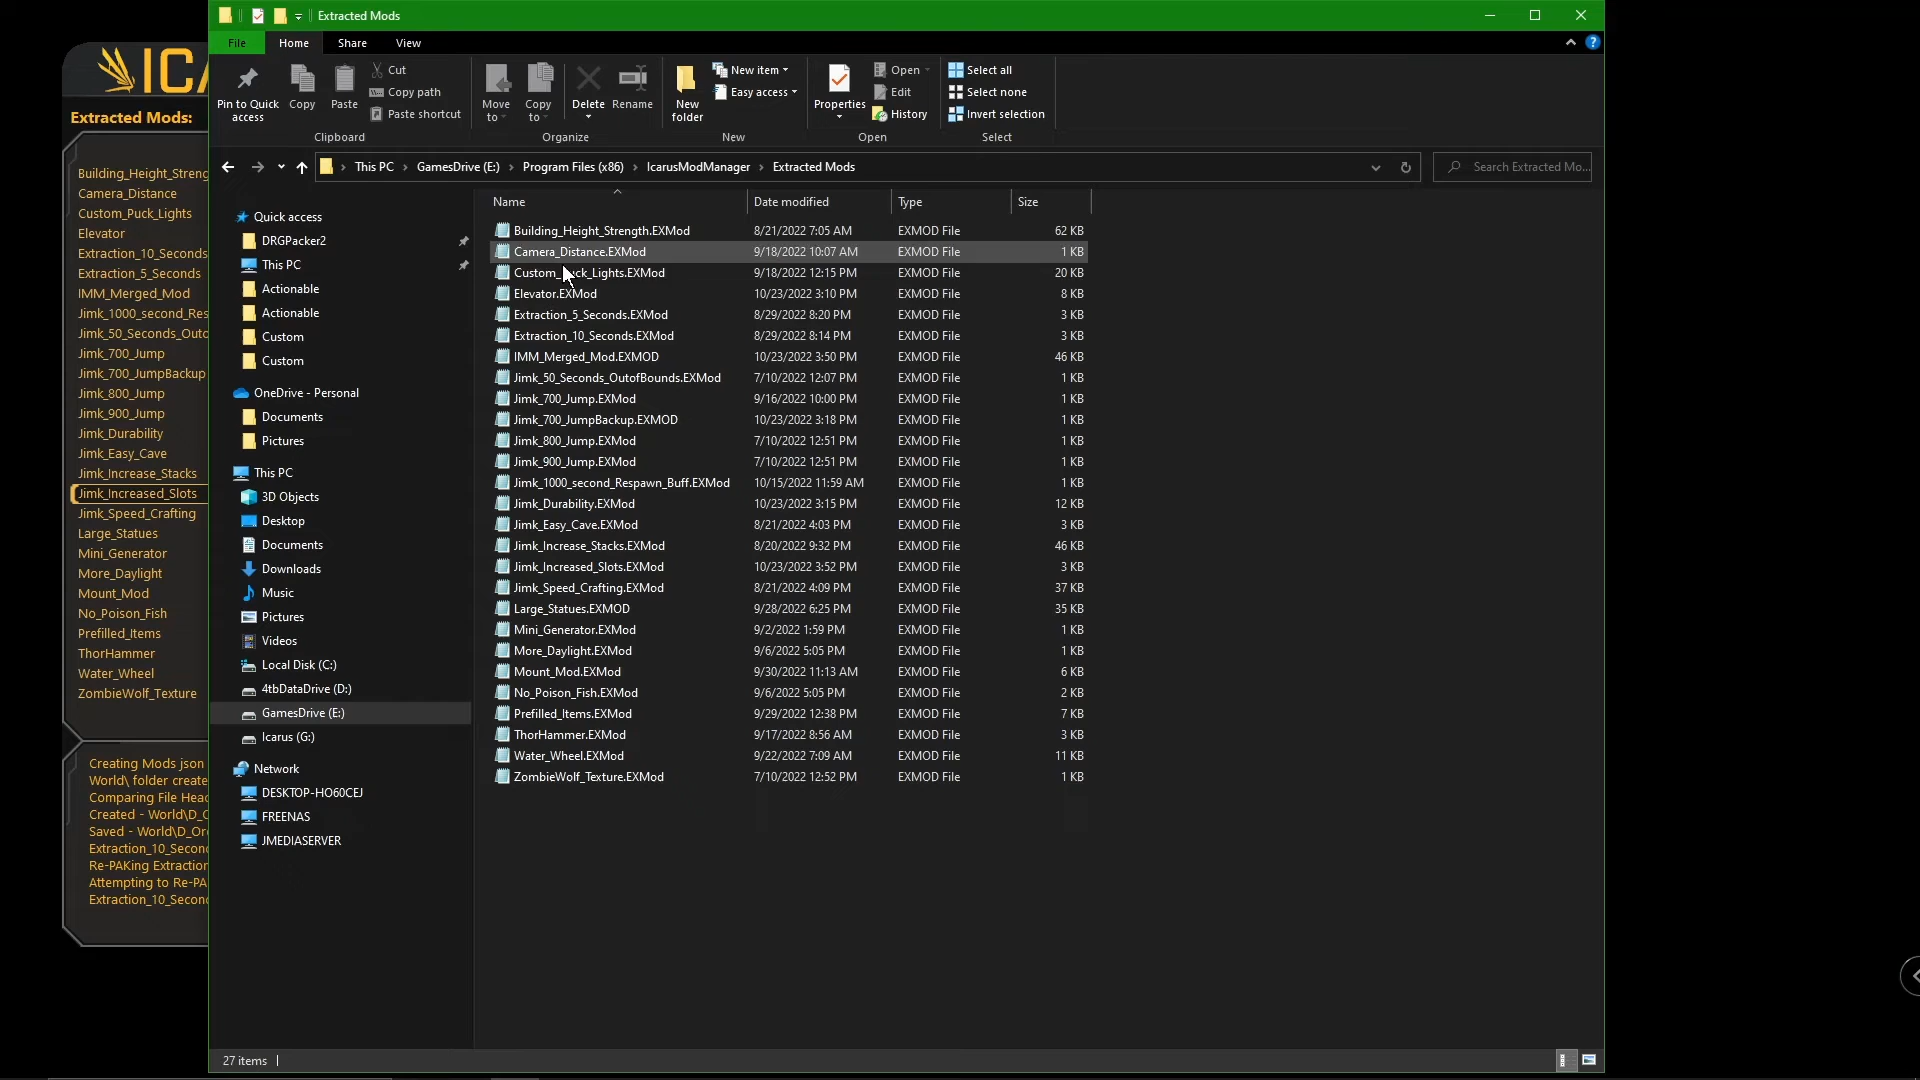 Extracted Mods
File
Home
Share
View
?
Pin to Quick access
Copy
Paste
Cut
Copy path
Paste shortcut
Clipboard
Move to
Copy to
Delete
Rename
Organize
New folder
New item
Easy access
New
Properties
Open
Edit
History
Open
Select all
Select none
Invert selection
Select
This PC > GamesDrive (E:) > Program Files (x86) > IcarusModManager > Extracted Mods
Search Extracted Mo...
ICA
Extracted Mods:
Building_Height_Streng
Camera_Distance
Custom_Puck_Lights
Elevator
Extraction_10_Seconds
Extraction_5_Seconds
IMM_Merged_Mod
Jimk_1000_second_Res
Jimk_50_Seconds_Outo
Jimk_700_Jump
Jimk_700_JumpBackup
Jimk_800_Jump
Jimk_900_Jump
Jimk_Durability
Jimk_Easy_Cave
Jimk_Increase_Stacks
Jimk_Increased_Slots
Jimk_Speed_Crafting
Large_Statues
Mini_Generator
More_Daylight
Mount_Mod
No_Poison_Fish
Prefilled_Items
ThorHammer
Water_Wheel
ZombieWolf_Texture
Creating Mods json
World\ folder create
Comparing File Head
Created - World\D_O
Saved - World\D_Or
Extraction_10_Secon
Re-PAKing Extraction
Attempting to Re-PA
Extraction_10_Secon
Quick access
DRGPacker2
This PC
Actionable
Actionable
Custom
Custom
OneDrive - Personal
Documents
Pictures
This PC
3D Objects
Desktop
Documents
Downloads
Music
Pictures
Videos
Local Disk (C:)
4tbDataDrive (D:)
GamesDrive (E:)
Icarus (G:)
Network
DESKTOP-HO60CEJ
FREENAS
JMEDIASERVER
Name Date modified Type Size
Building_Height_Strength.EXMod 8/21/2022 7:05 AM EXMOD File 62 KB
Camera_Distance.EXMod 9/18/2022 10:07 AM EXMOD File 1 KB
Custom_Puck_Lights.EXMod 9/18/2022 12:15 PM EXMOD File 20 KB
Elevator.EXMod 10/23/2022 3:10 PM EXMOD File 8 KB
Extraction_5_Seconds.EXMod 8/29/2022 8:20 PM EXMOD File 3 KB
Extraction_10_Seconds.EXMod 8/29/2022 8:14 PM EXMOD File 3 KB
IMM_Merged_Mod.EXMOD 10/23/2022 3:50 PM EXMOD File 46 KB
Jimk_50_Seconds_OutofBounds.EXMod 7/10/2022 12:07 PM EXMOD File 1 KB
Jimk_700_Jump.EXMod 9/16/2022 10:00 PM EXMOD File 1 KB
Jimk_700_JumpBackup.EXMOD 10/23/2022 3:18 PM EXMOD File 1 KB
Jimk_800_Jump.EXMod 7/10/2022 12:51 PM EXMOD File 1 KB
Jimk_900_Jump.EXMod 7/10/2022 12:51 PM EXMOD File 1 KB
Jimk_1000_second_Respawn_Buff.EXMod 10/15/2022 11:59 AM EXMOD File 1 KB
Jimk_Durability.EXMod 10/23/2022 3:15 PM EXMOD File 12 KB
Jimk_Easy_Cave.EXMod 8/21/2022 4:03 PM EXMOD File 3 KB
Jimk_Increase_Stacks.EXMod 8/20/2022 9:32 PM EXMOD File 46 KB
Jimk_Increased_Slots.EXMod 10/23/2022 3:52 PM EXMOD File 3 KB
Jimk_Speed_Crafting.EXMod 8/21/2022 4:09 PM EXMOD File 37 KB
Large_Statues.EXMOD 9/28/2022 6:25 PM EXMOD File 35 KB
Mini_Generator.EXMod 9/2/2022 1:59 PM EXMOD File 1 KB
More_Daylight.EXMod 9/6/2022 5:05 PM EXMOD File 1 KB
Mount_Mod.EXMod 9/30/2022 11:13 AM EXMOD File 6 KB
No_Poison_Fish.EXMod 9/6/2022 5:05 PM EXMOD File 2 KB
Prefilled_Items.EXMod 9/29/2022 12:38 PM EXMOD File 7 KB
ThorHammer.EXMod 9/17/2022 8:56 AM EXMOD File 3 KB
Water_Wheel.EXMod 9/22/2022 7:09 AM EXMOD File 11 KB
ZombieWolf_Texture.EXMod 7/10/2022 12:52 PM EXMOD File 1 KB
27 items